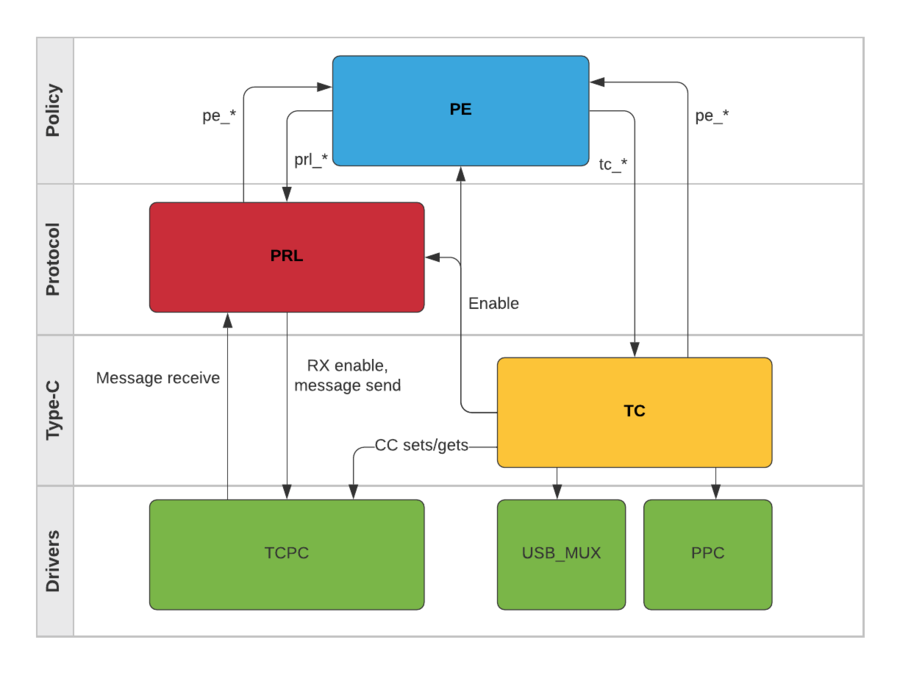 Policy
PE
pe_*
prl_*
tc_*
pe_*
Protocol
PRL
Enable
Type-C
Message receive
RX enable,
message send
TC
CC sets/gets
Drivers
TCPC
USB_MUX
PPC